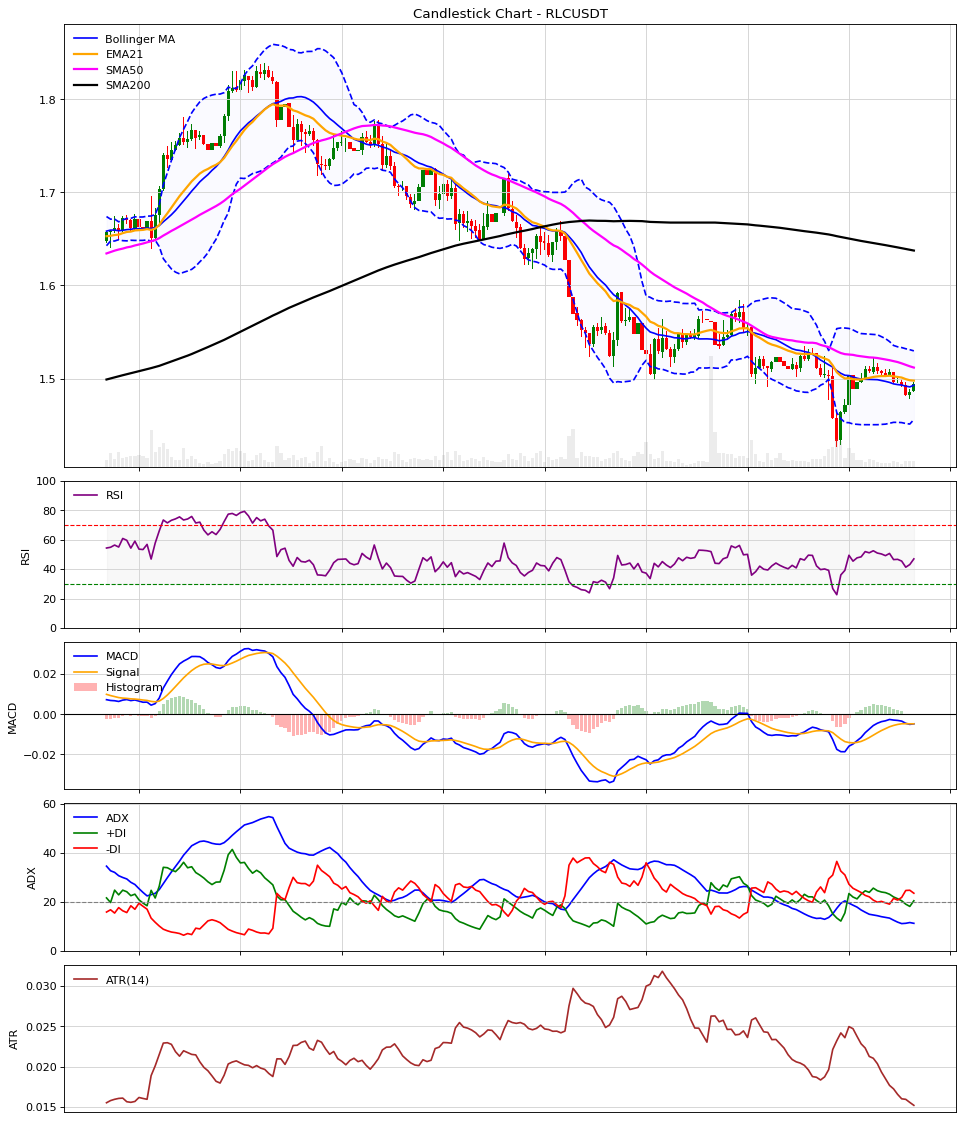 Candlestick Chart - RLCUSDT
Bollinger MA
EMA21
SMA50
SMA200
1.8
1.7
1.6
1.5
RSI
RSI
100
80
60
40
20
0
MACD
Signal
Histogram
MACD
0.02
0.00
−0.02
ADX
+DI
-DI
ADX
60
40
20
0
ATR(14)
ATR
0.030
0.025
0.020
0.015